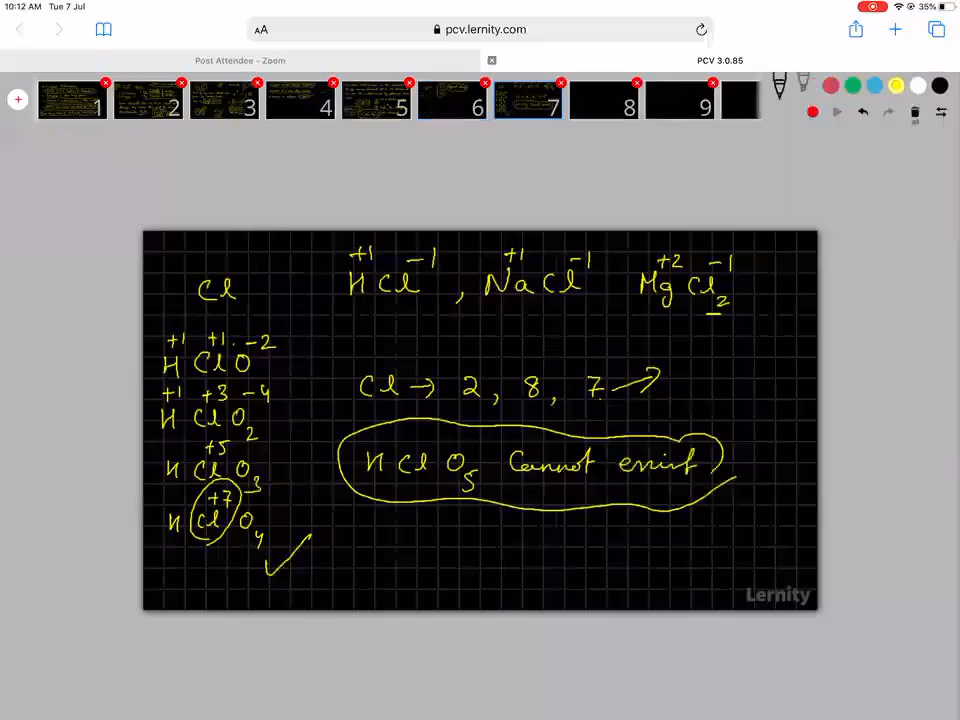 10:12 AM Tue 7 Jul
35%
AA
pcv.lernity.com
Post Attendee - Zoom
PCV 3.0.85
1 2 3 4 5 6 7 8 9
all
+1 -1 +1 -1 +2 -1
Cl HCl , NaCl MgCl2
+1 +1. -2
HClO
+1 +3 -4
HClO2
Cl → 2, 8, 7
+5
HClO3
HClO5 Cannot exist
+7
HClO4
Lernity